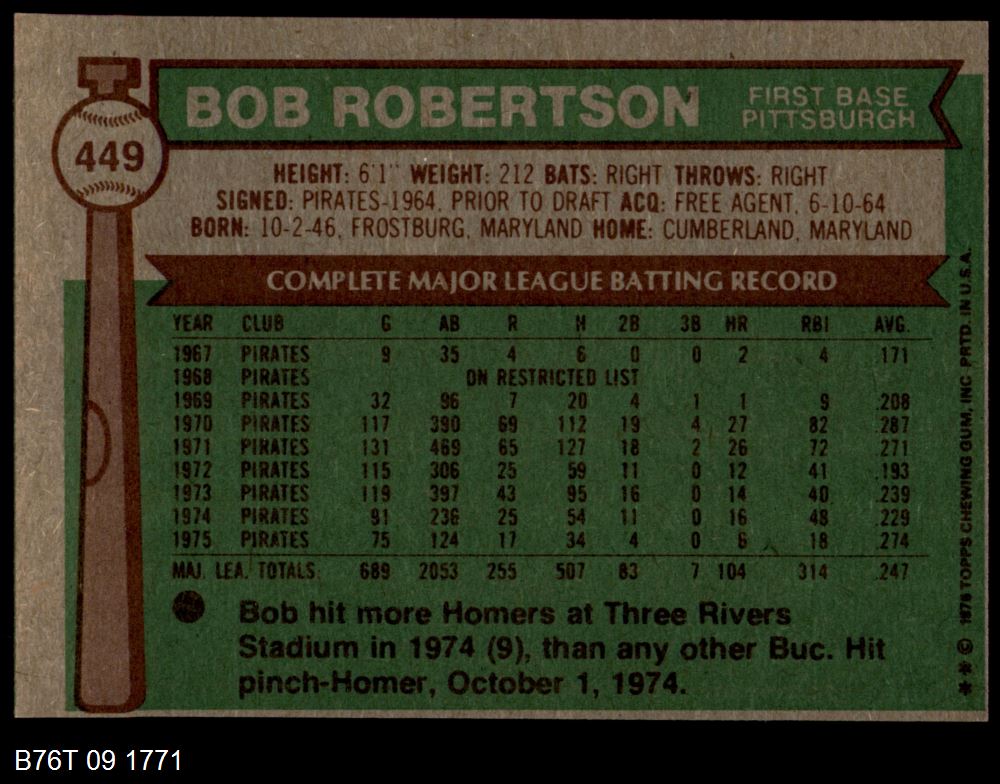 T
449
BOB ROBERTSON
FIRST BASE
PITTSBURGH
HEIGHT: 6'1" WEIGHT: 212 BATS: RIGHT THROWS: RIGHT
SIGNED: PIRATES-1964, PRIOR TO DRAFT ACQ: FREE AGENT, 6-10-64
BORN: 10-2-46, FROSTBURG, MARYLAND HOME: CUMBERLAND, MARYLAND
COMPLETE MAJOR LEAGUE BATTING RECORD
YEAR CLUB G AB R H 2B 3B HR RBI AVG.
1967 PIRATES 9 35 4 6 0 0 2 4 .171
1968 PIRATES ON RESTRICTED LIST
1969 PIRATES 32 96 7 20 4 1 1 9 .208
1970 PIRATES 117 390 69 112 19 4 27 82 .287
1971 PIRATES 131 469 65 127 18 2 26 72 .271
1972 PIRATES 115 306 25 59 11 0 12 41 .193
1973 PIRATES 119 397 43 95 16 0 14 40 .239
1974 PIRATES 91 236 25 54 11 0 16 48 .229
1975 PIRATES 75 124 17 34 4 0 6 18 .274
MAJ. LEA. TOTALS 689 2053 255 507 83 7 104 314 .247
Bob hit more Homers at Three Rivers
Stadium in 1974 (9), than any other Buc. Hit
pinch-Homer, October 1, 1974.
** © 1976 TOPPS CHEWING GUM, INC. PRTD. IN U.S.A.
B76T 09 1771